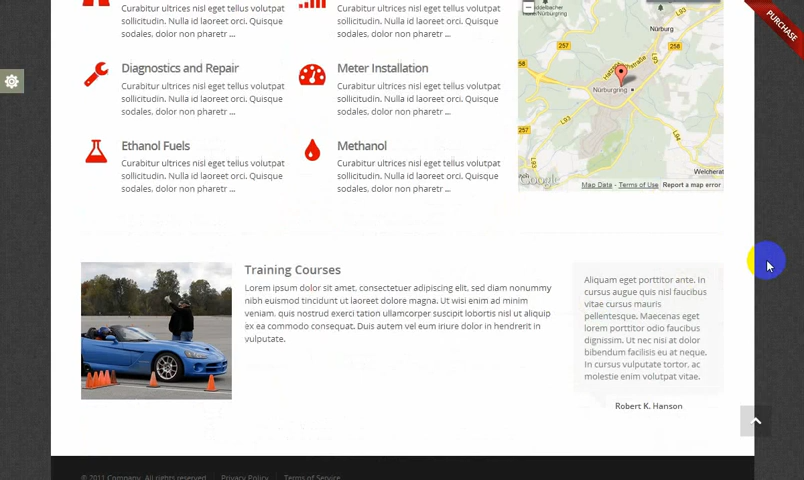 Curabitur ultrices nisl eget tellus volutpat
sollicitudin. Nulla id laoreet orci. Quisque
sodales, dolor non pharetr ...
Curabitur ultrices nisl eget tellus volutpat
sollicitudin. Nulla id laoreet orci. Quisque
sodales, dolor non pharetr ...
Diagnostics and Repair
Curabitur ultrices nisl eget tellus volutpat
sollicitudin. Nulla id laoreet orci. Quisque
sodales, dolor non pharetr ...
Meter Installation
Curabitur ultrices nisl eget tellus volutpat
sollicitudin. Nulla id laoreet orci. Quisque
sodales, dolor non pharetr ...
Ethanol Fuels
Curabitur ultrices nisl eget tellus volutpat
sollicitudin. Nulla id laoreet orci. Quisque
sodales, dolor non pharetr ...
Methanol
Curabitur ultrices nisl eget tellus volutpat
sollicitudin. Nulla id laoreet orci. Quisque
sodales, dolor non pharetr ...
Nürburg
257
258
257
Nürburgring
L93
L92
L94
L93
Weicherat
Google
Map Data - Terms of Use Report a map error
PURCHASE
Training Courses
Lorem ipsum dolor sit amet, consectetuer adipiscing elit, sed diam nonummy
nibh euismod tincidunt ut laoreet dolore magna. Ut wisi enim ad minim
veniam, quis nostrud exerci tation ullamcorper suscipit lobortis nisl ut aliquip
ex ea commodo consequat. Duis autem vel eum iriure dolor in hendrerit in
vulputate.
Aliquam eget porttitor ante. In
cursus augue quis nisl faucibus
vitae cursus mauris
pellentesque. Maecenas eget
lorem porttitor odio faucibus
dignissim. Ut nec nisi at dolor
bibendum facilisis eu at neque.
In cursus vulputate tortor, ac
molestie enim volutpat vitae.
Robert K. Hanson
© 2011 Company. All rights reserved
Privacy Policy
Terms of Service